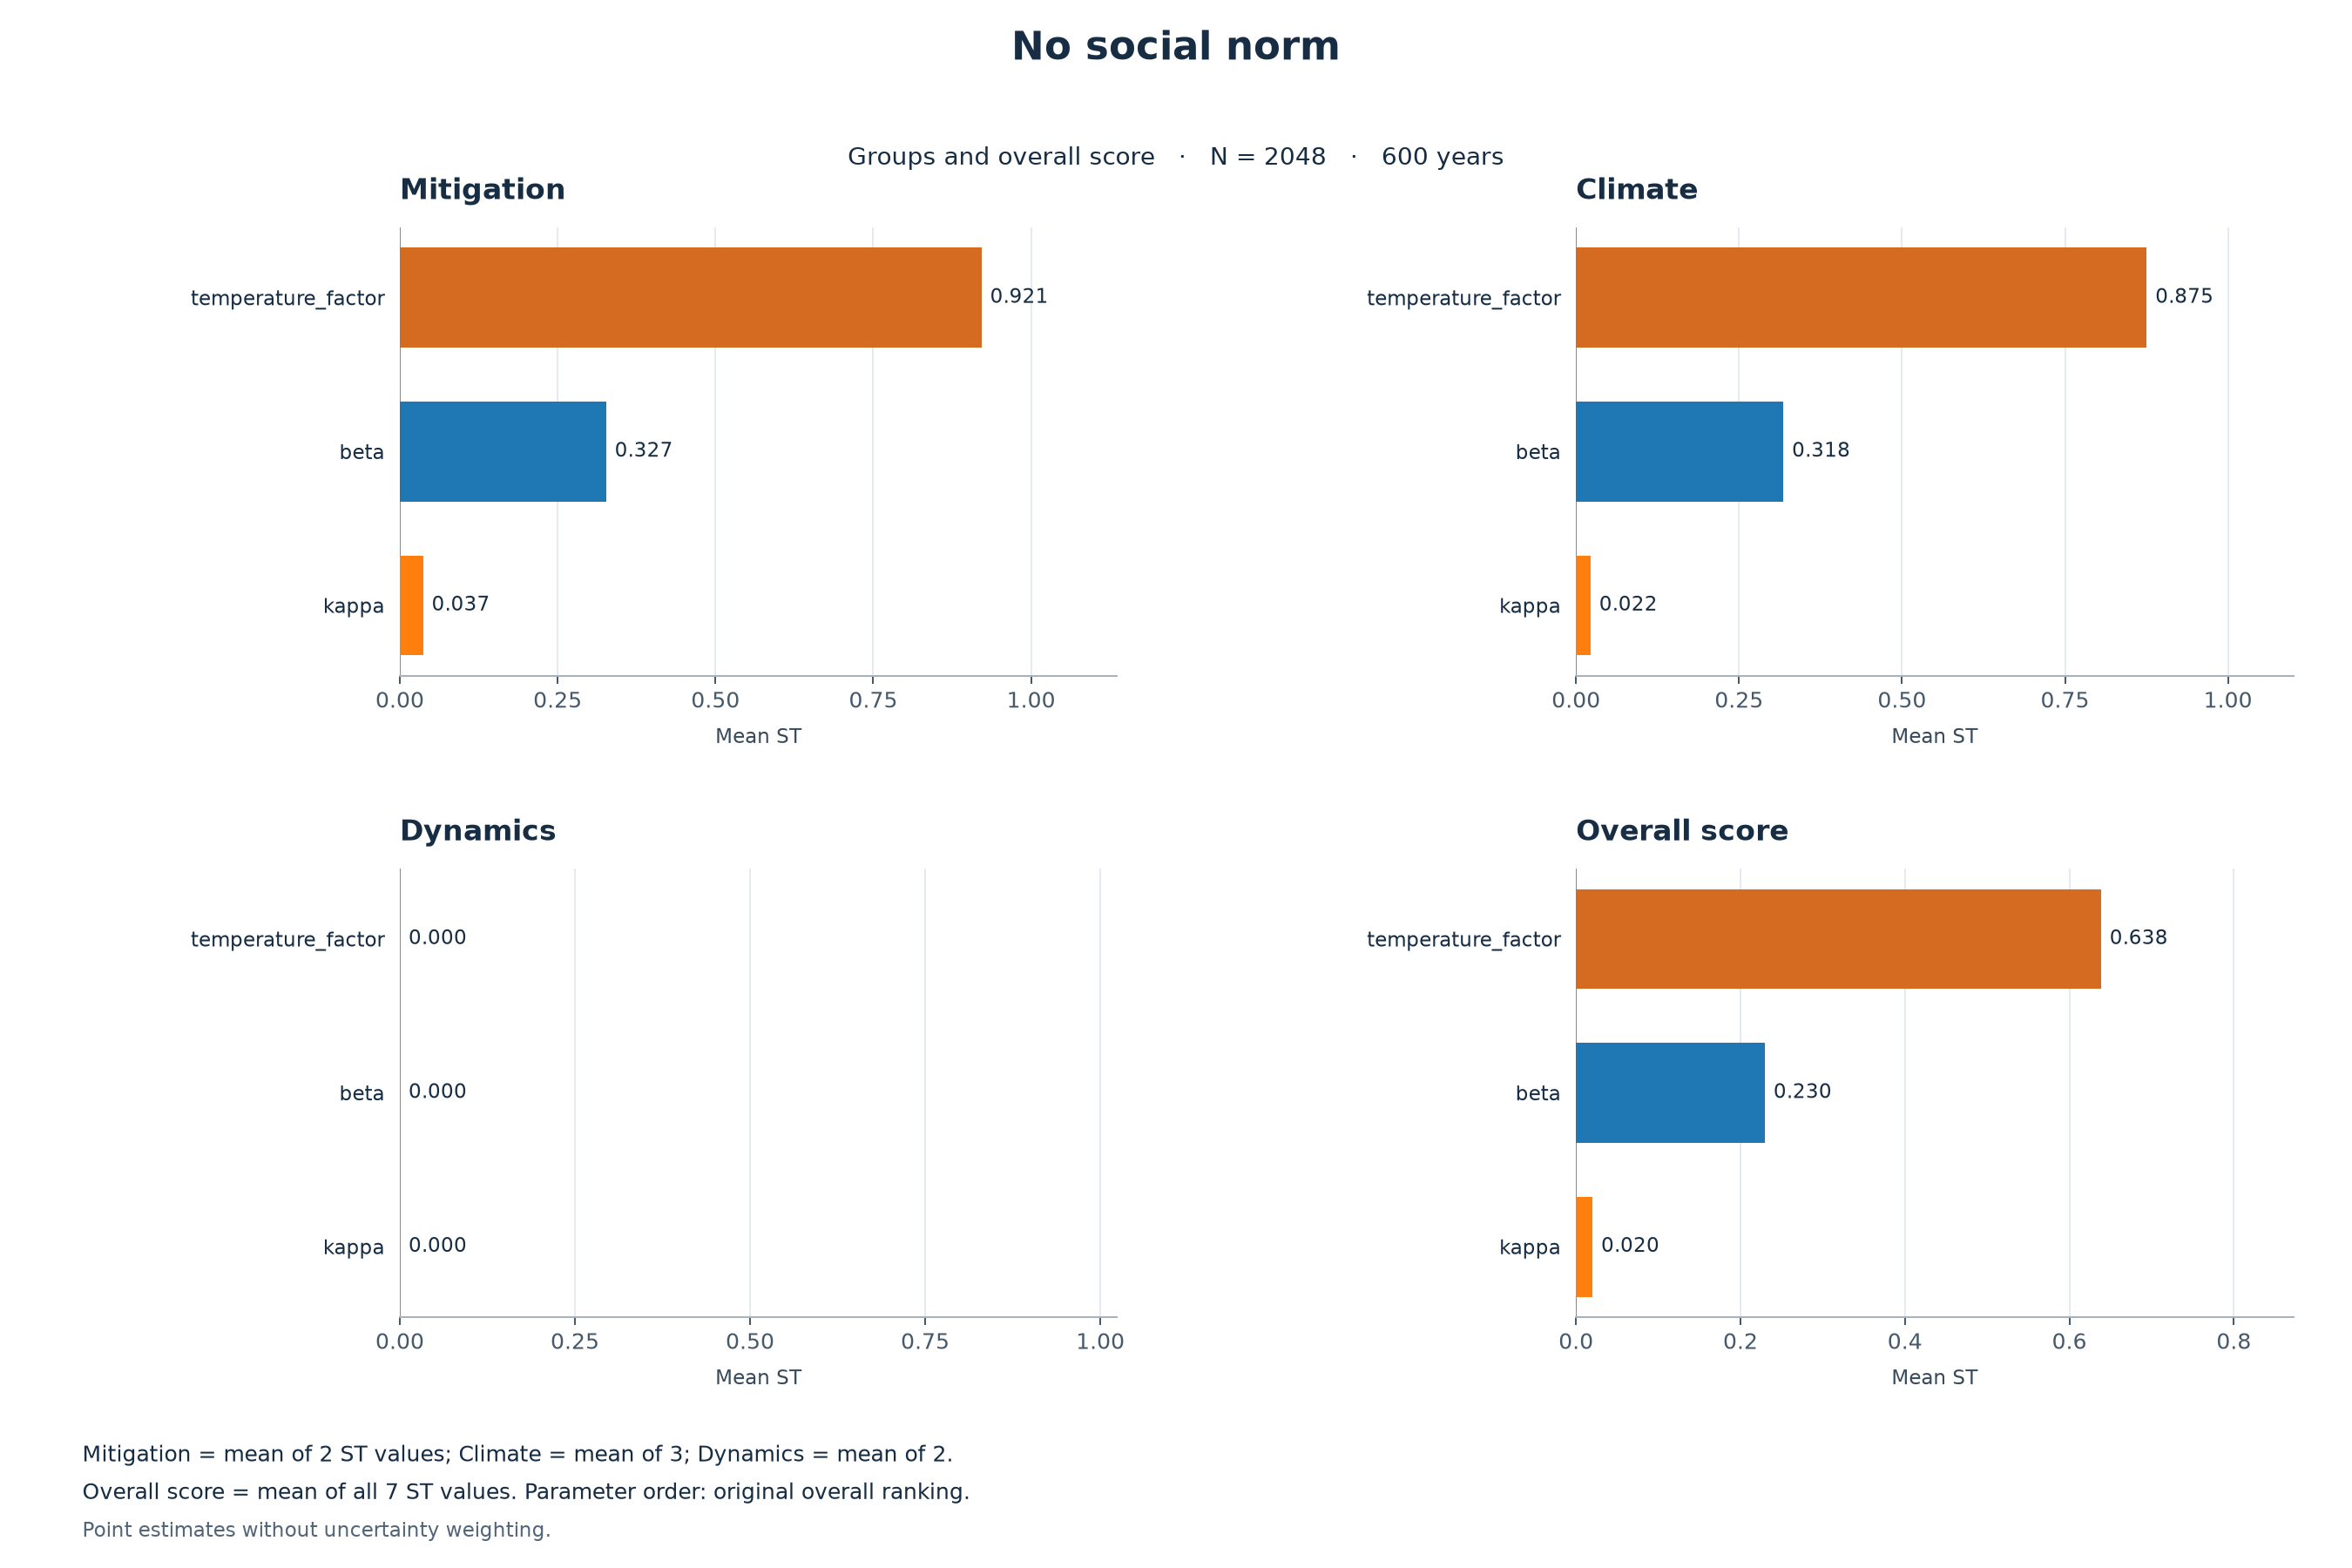 No social norm
Groups and overall score · N = 2048 · 600 years
Mitigation
temperature_factor
0.921
beta
0.327
kappa
0.037
0.00 0.25 0.50 0.75 1.00
Mean ST
Climate
temperature_factor
0.875
beta
0.318
kappa
0.022
0.00 0.25 0.50 0.75 1.00
Mean ST
Dynamics
temperature_factor
0.000
beta
0.000
kappa
0.000
0.00 0.25 0.50 0.75 1.00
Mean ST
Overall score
temperature_factor
0.638
beta
0.230
kappa
0.020
0.0 0.2 0.4 0.6 0.8
Mean ST
Mitigation = mean of 2 ST values; Climate = mean of 3; Dynamics = mean of 2.
Overall score = mean of all 7 ST values. Parameter order: original overall ranking.
Point estimates without uncertainty weighting.